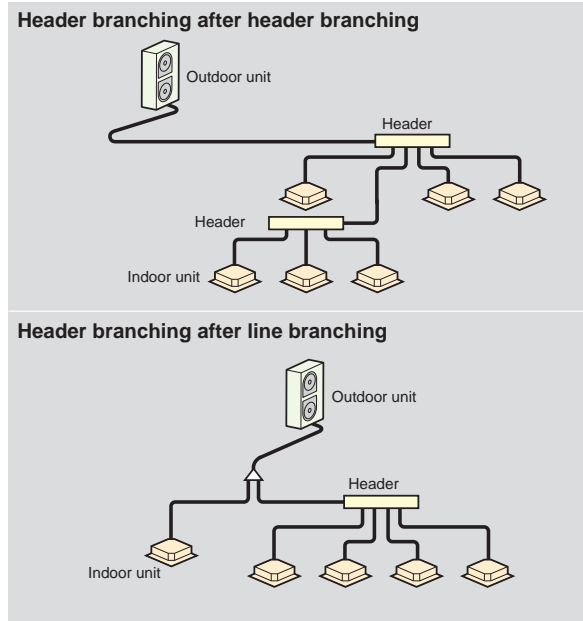 Header branching after header branching
Outdoor unit
Header
Header
Indoor unit
Header branching after line branching
Outdoor unit
Header
Indoor unit